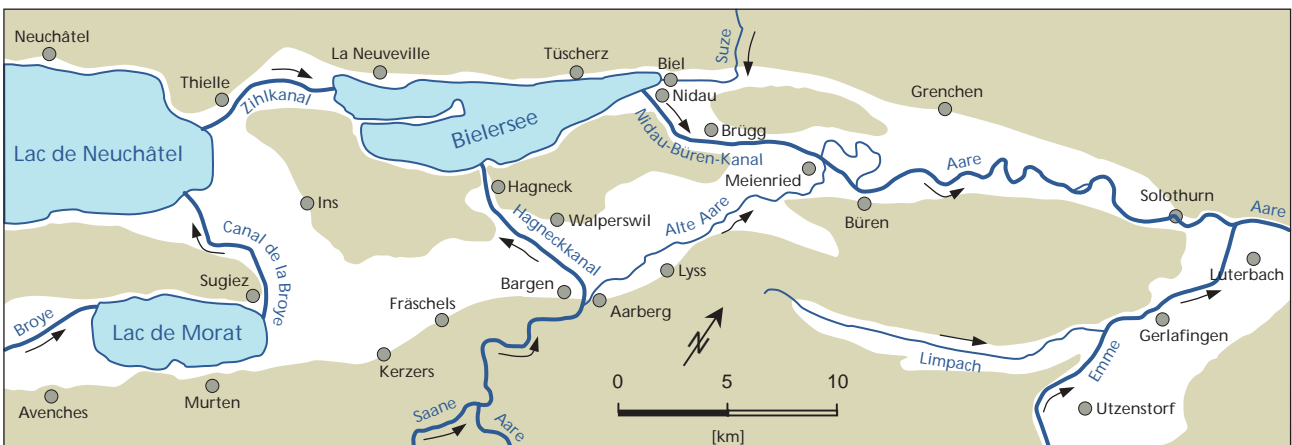 Neuchâtel
La Neuveville
Tüscherz
Biel
Suze
Thielle
Zihlkanal
Nidau
Grenchen
Brügg
Lac de Neuchâtel
Bielersee
Nidau-Büren-Kanal
Meienried
Aare
Hagneck
Ins
Walperswil
Büren
Solothurn
Aare
Canal de la Broye
Hagneckkanal
Alte Aare
Lyss
Luterbach
Sugiez
Bargen
Fräschels
Aarberg
Broye
Lac de Morat
Gerlafingen
Kerzers
Limpach
Emme
N
0 5 10
[km]
Avenches
Murten
Saane
Aare
Utzenstorf